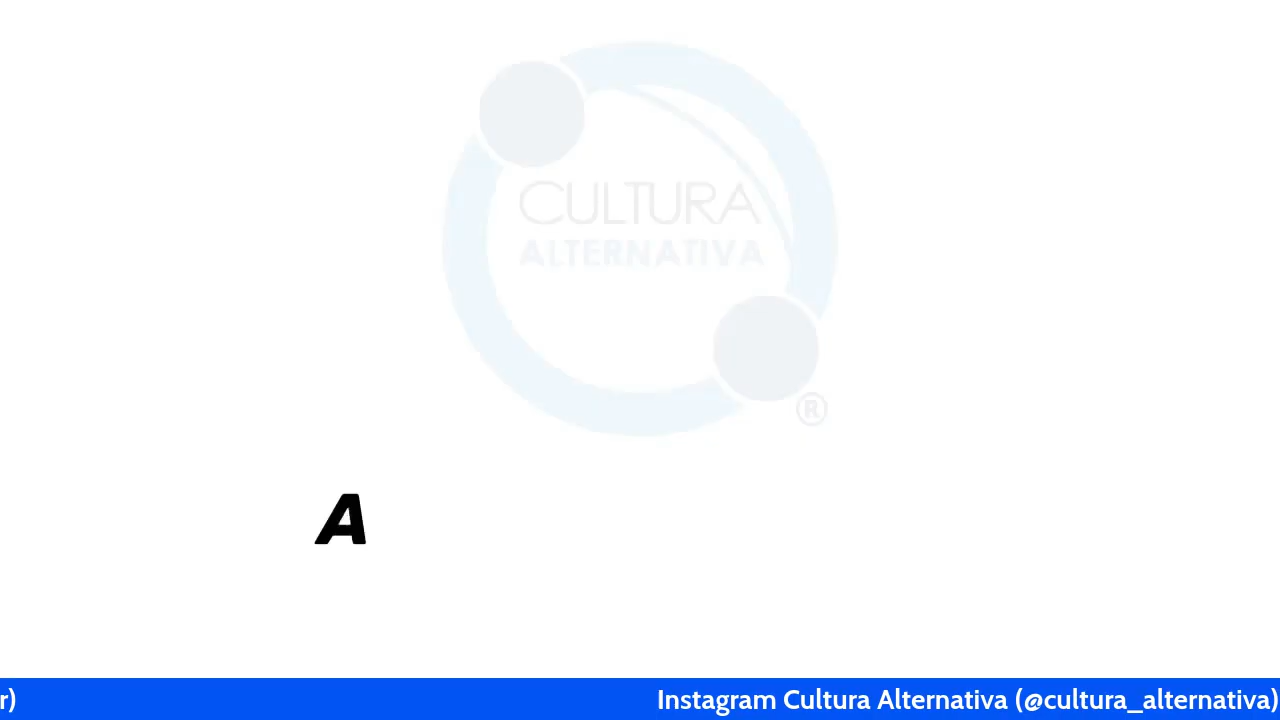 CULTURA
ALTERNATIVA
®
A
r) Instagram Cultura Alternativa (@cultura_alternativa)